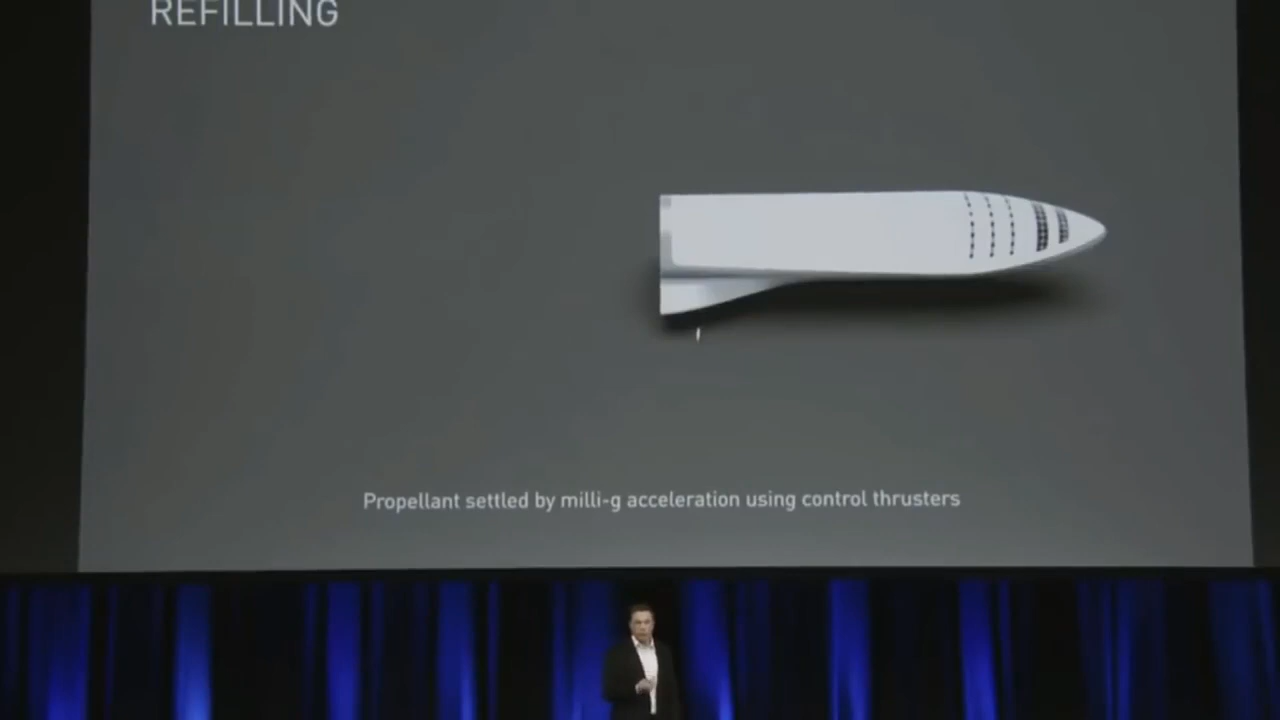 REFILLING
Propellant settled by milli-g acceleration using control thrusters